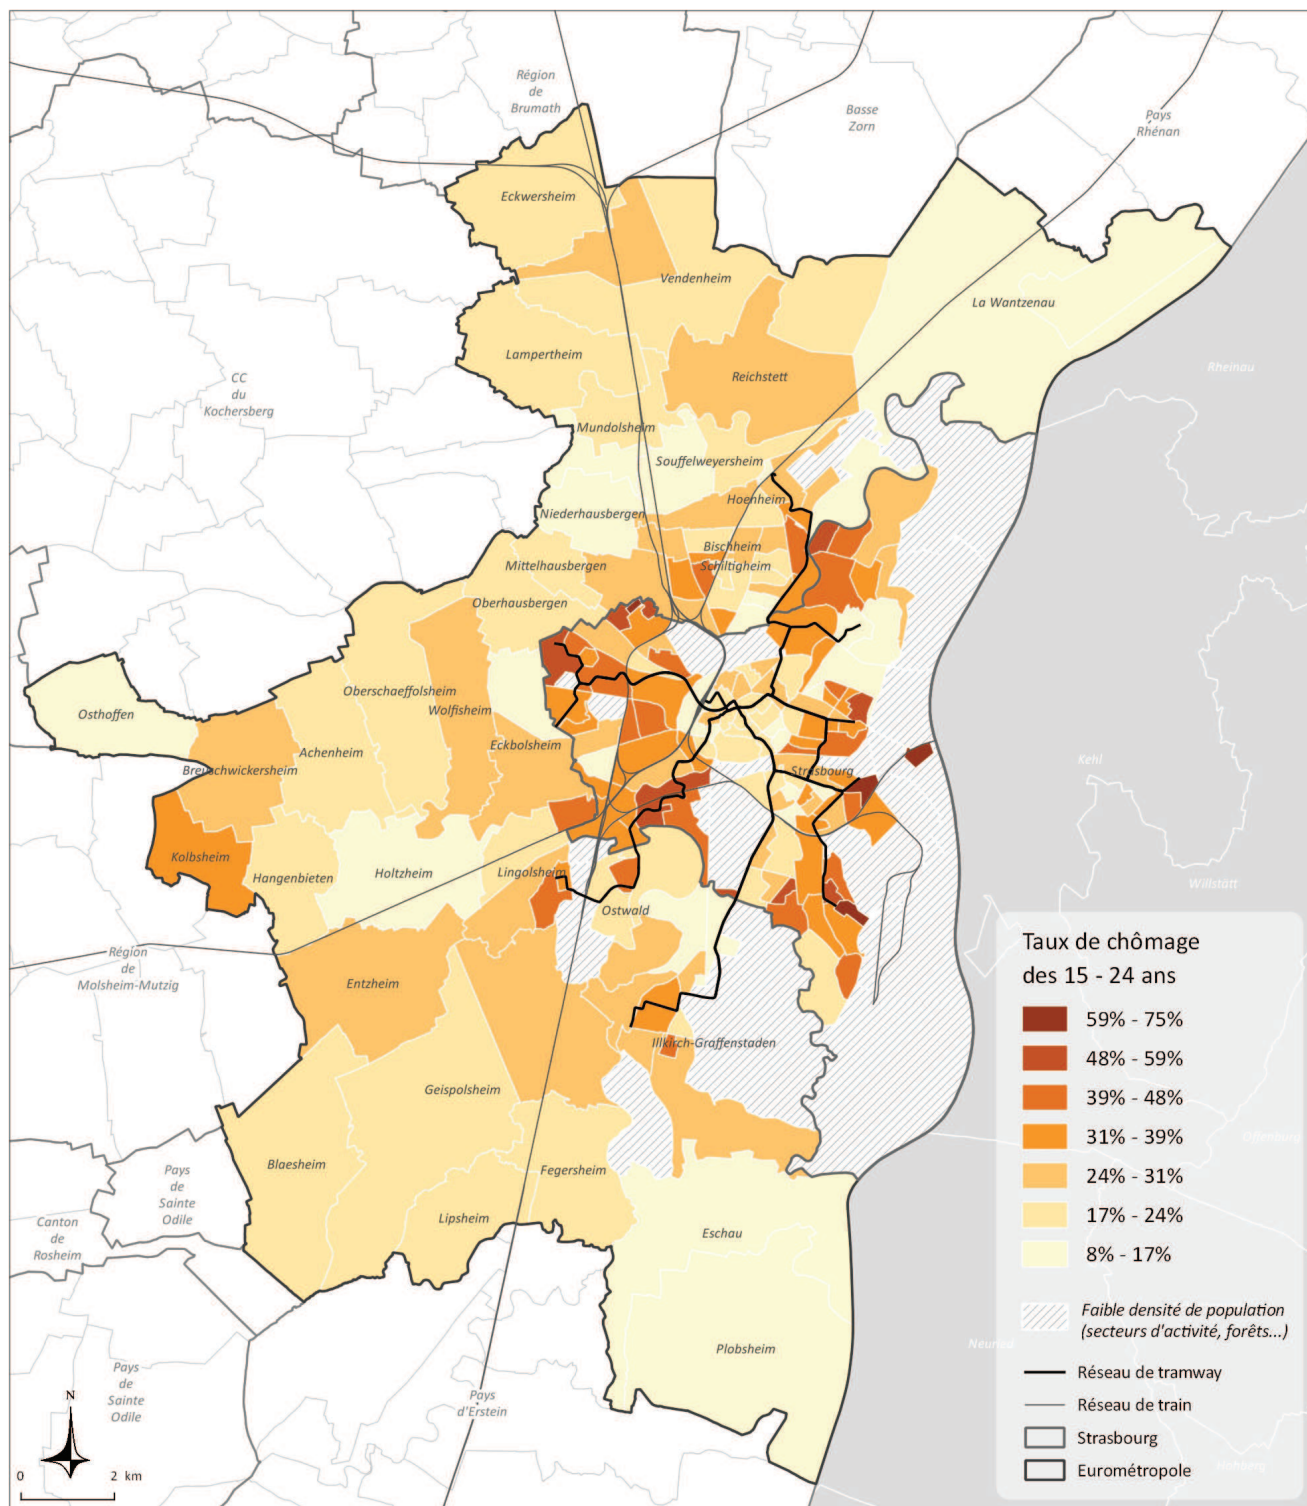 Région
de
Brumath
Basse
Zorn
Pays
Rhénan
Eckwersheim
Vendenheim
La Wantzenau
Lampertheim
Reichstett
Rheinau
CC
du
Kochersberg
Mundolsheim
Souffelweyersheim
Hoenheim
Niederhausbergen
Bischheim
Mittelhausbergen
Schiltigheim
Oberhausbergen
Oberschaeffolsheim
Wolfisheim
Osthoffen
Achenheim
Eckbolsheim
Breuschwickersheim
Strasbourg
Kehl
Kolbsheim
Hangenbieten
Holtzheim
Lingolsheim
Willstätt
Ostwald
Région
de
Molsheim-Mutzig
Entzheim
Illkirch-Graffenstaden
Geispolsheim
Blaesheim
Fegersheim
Pays
de
Sainte
Odile
Canton
de
Rosheim
Lipsheim
Eschau
Plobsheim
Pays
de
Sainte
Odile
Pays
d'Erstein
Taux de chômage
des 15 - 24 ans
59% - 75%
48% - 59%
39% - 48%
31% - 39%
24% - 31%
17% - 24%
8% - 17%
Offenburg
Faible densité de population
(secteurs d'activité, forêts...)
Neuried
Réseau de tramway
Réseau de train
Strasbourg
Eurométropole
N
0 2 km